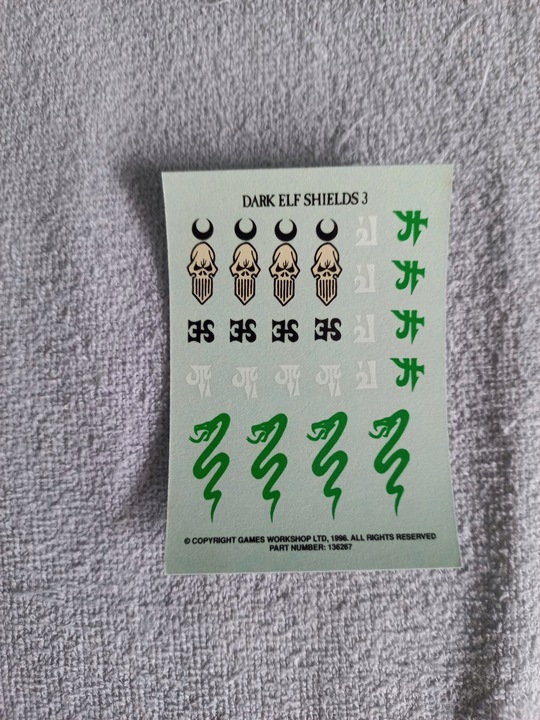 DARK ELF SHIELDS 3
© COPYRIGHT GAMES WORKSHOP LTD, 1996. ALL RIGHTS RESERVED
PART NUMBER: 136267